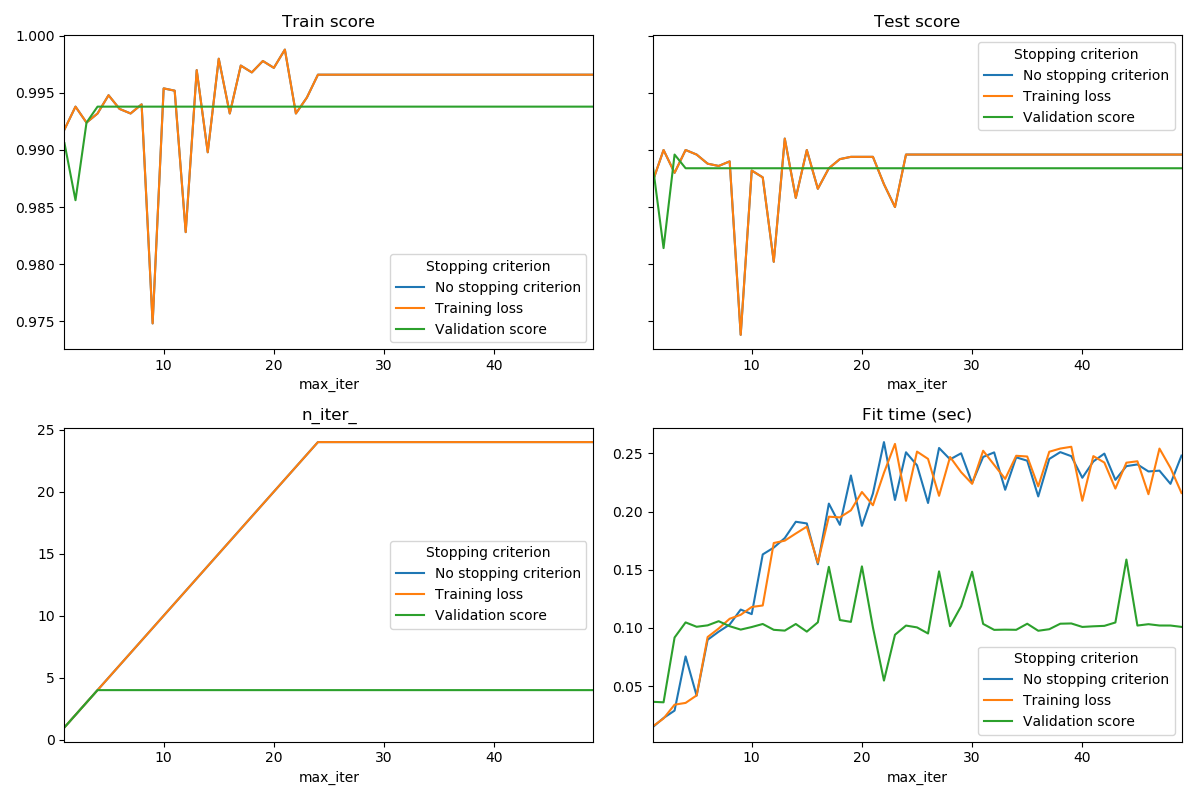 Train score
1.000
0.995
0.990
0.985
0.980
0.975
Stopping criterion
No stopping criterion
Training loss
Validation score
10 20 30 40
max_iter
Test score
Stopping criterion
No stopping criterion
Training loss
Validation score
10 20 30 40
max_iter
n_iter_
25
20
15
10
5
0
Stopping criterion
No stopping criterion
Training loss
Validation score
10 20 30 40
max_iter
Fit time (sec)
0.25
0.20
0.15
0.10
0.05
Stopping criterion
No stopping criterion
Training loss
Validation score
10 20 30 40
max_iter